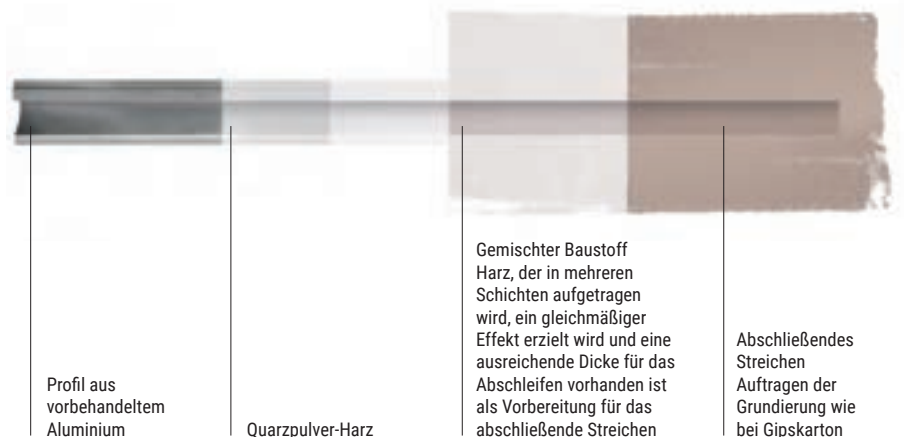 Profil aus
vorbehandeltem
Aluminium
Quarzpulver-Harz
Gemischter Baustoff
Harz, der in mehreren
Schichten aufgetragen
wird, ein gleichmäßiger
Effekt erzielt wird und eine
ausreichende Dicke für das
Abschleifen vorhanden ist
als Vorbereitung für das
abschließende Streichen
Abschließendes
Streichen
Auftragen der
Grundierung wie
bei Gipskarton